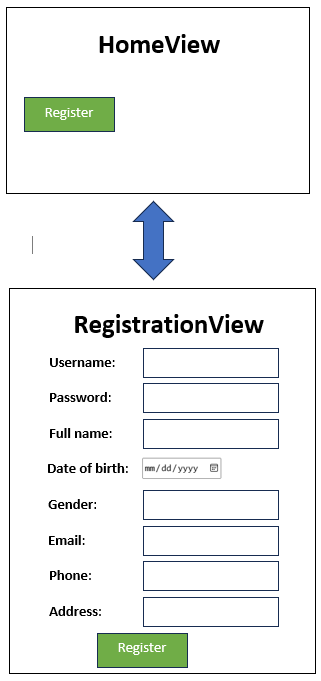 HomeView
Register
RegistrationView
Username:
Password:
Full name:
Date of birth: mm/dd/yyyy
Gender:
Email:
Phone:
Address:
Register